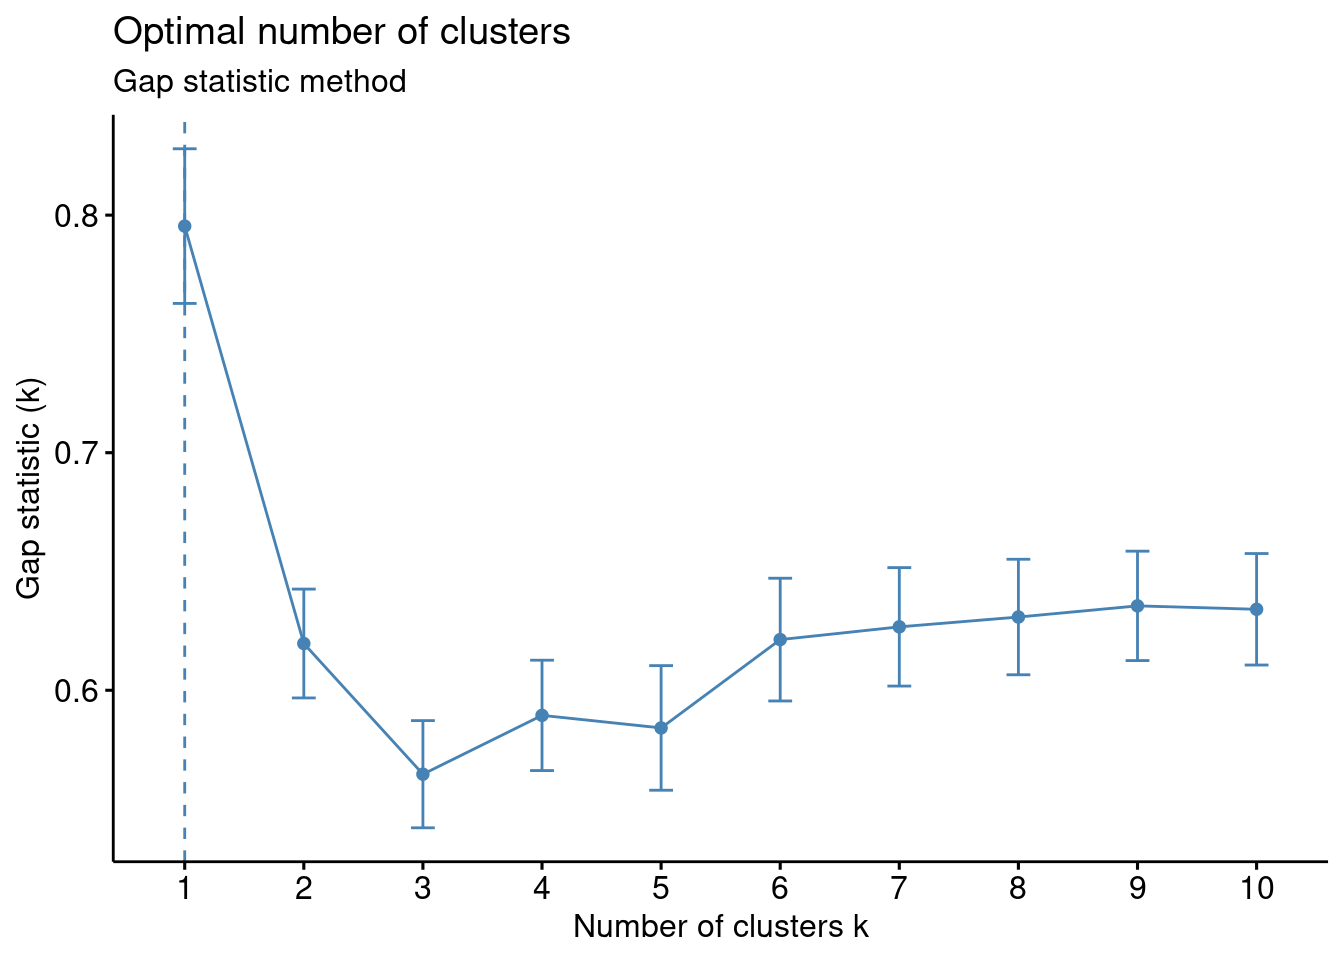 Optimal number of clusters
Gap statistic method
Gap statistic (k)
0.8
0.7
0.6
1 2 3 4 5 6 7 8 9 10
Number of clusters k